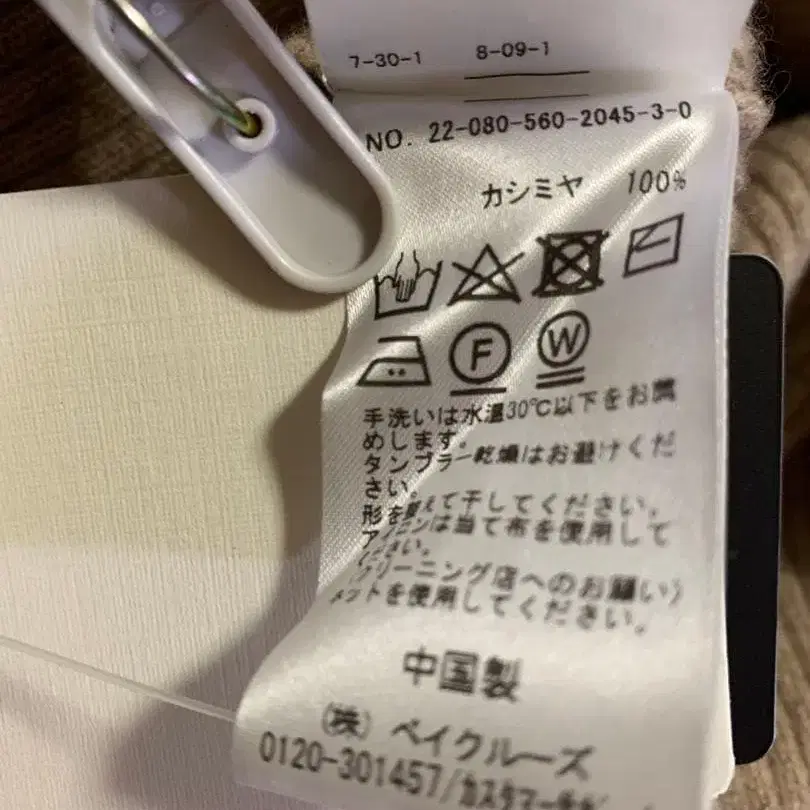 7-30-1 8-09-1
NO. 22-080-560-2045-3-0
カシミヤ 100%
F W
手洗いは水温30℃以下をお薦
めします。
タンブラー乾燥はお避けくだ
さい。
形を整えて干してください。
アイロンは当て布を使用して
ください。
(クリーニング店へのお願い)
ネットを使用してください。
中国製
(株) ベイクルーズ
0120-301457/カスタマー